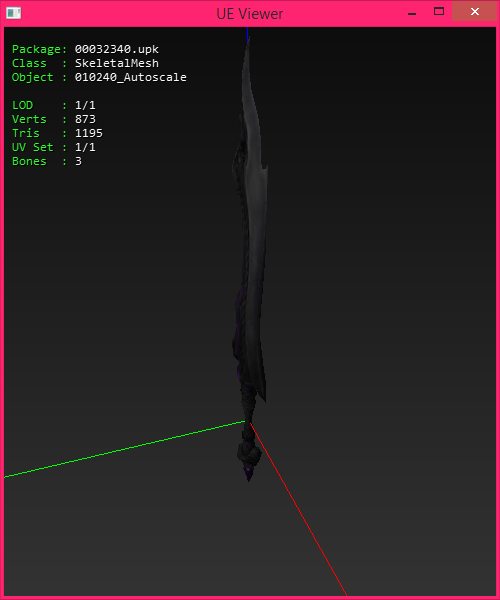 UE Viewer
Package: 00032340.upk
Class  : SkeletalMesh
Object : 010240_Autoscale
LOD    : 1/1
Verts  : 873
Tris   : 1195
UV Set : 1/1
Bones  : 3